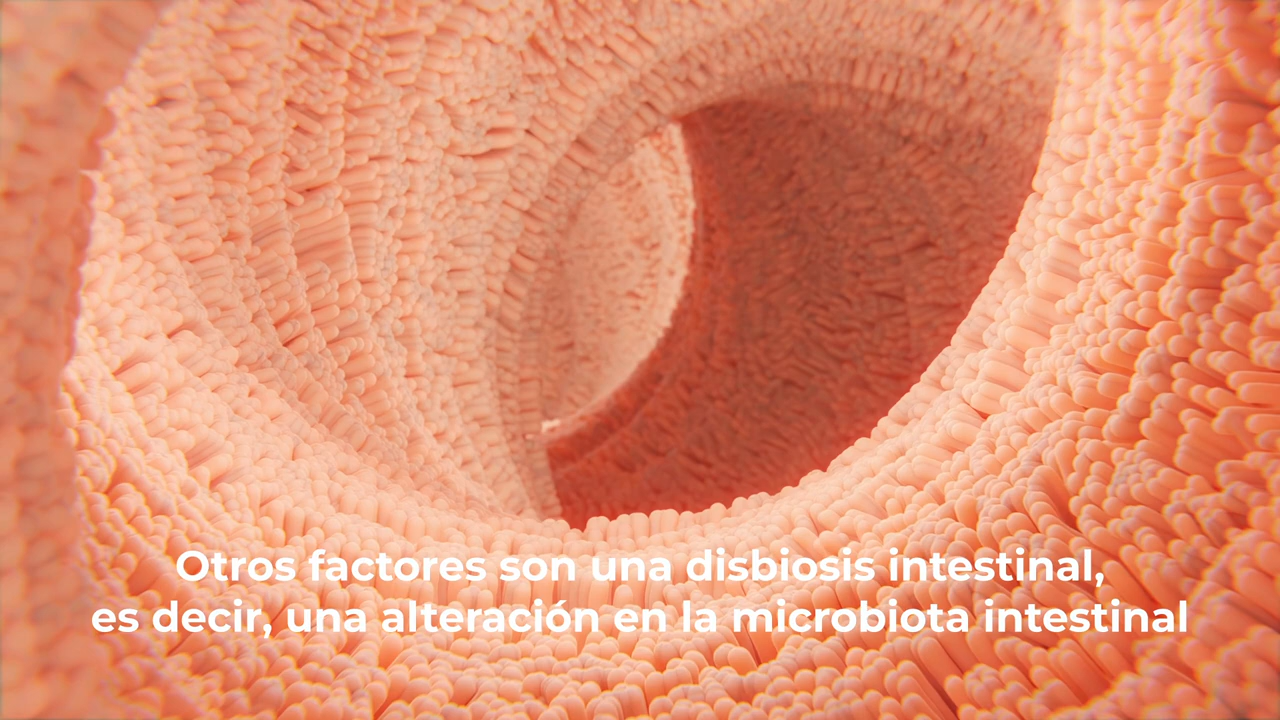 Otros factores son una disbiosis intestinal,
es decir, una alteración en la microbiota intestinal